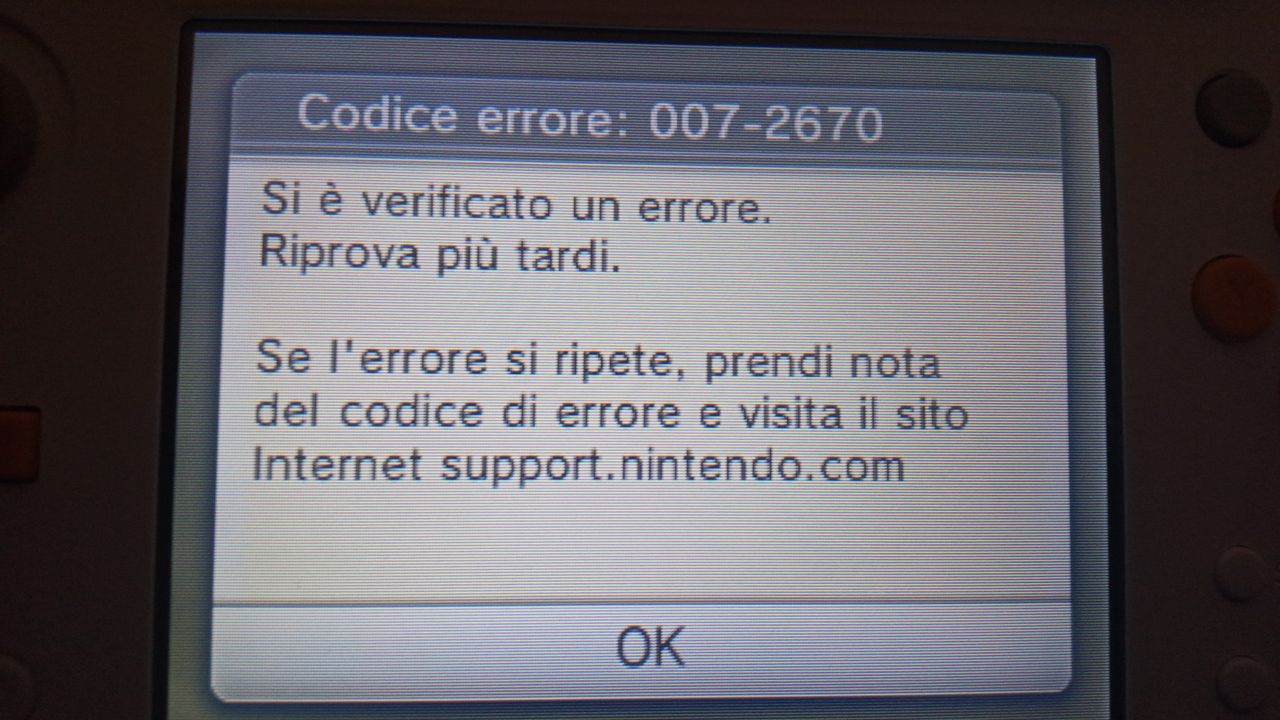 Codice errore: 007-2670
Si è verificato un errore.
Riprova più tardi.
Se l'errore si ripete, prendi nota
del codice di errore e visita il sito
Internet support.nintendo.com
OK